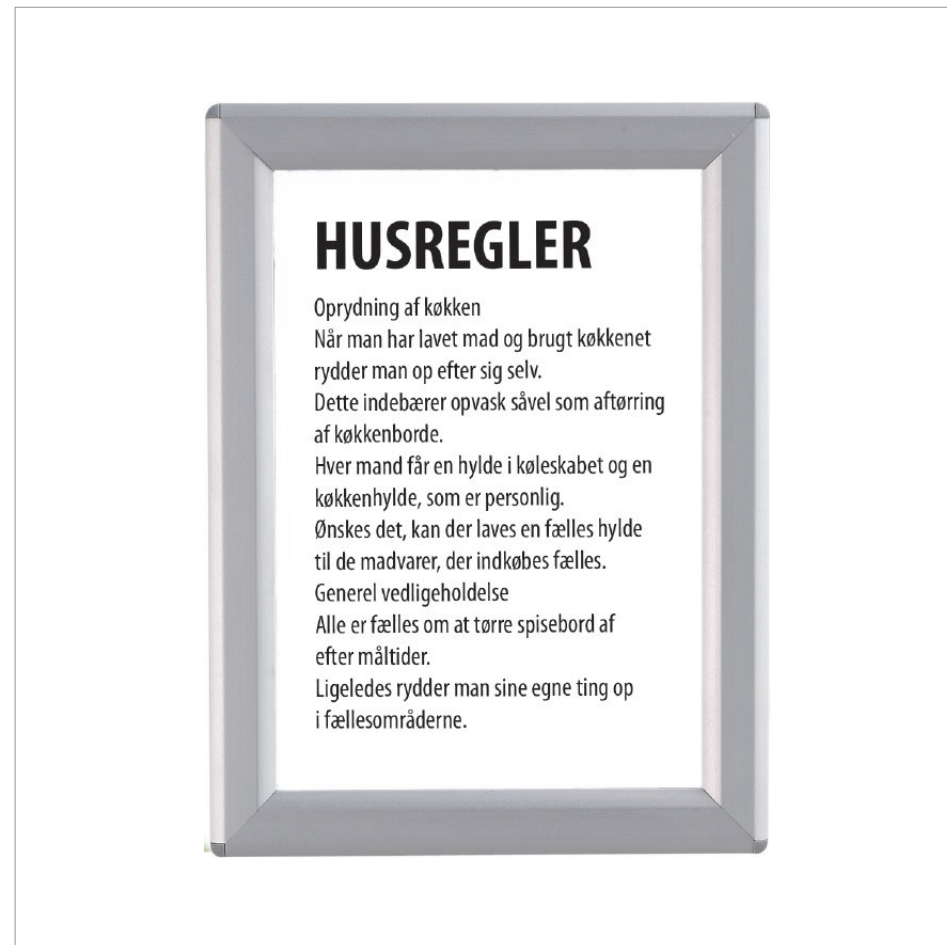 HUSREGLER
Oprydning af køkken
Når man har lavet mad og brugt køkkenet
rydder man op efter sig selv.
Dette indebærer opvask såvel som aftørring
af køkkenborde.
Hver mand får en hylde i køleskabet og en
køkkenhylde, som er personlig.
Ønskes det, kan der laves en fælles hylde
til de madvarer, der indkøbes fælles.
Generel vedligeholdelse
Alle er fælles om at tørre spisebord af
efter måltider.
Ligeledes rydder man sine egne ting op
i fællesområderne.